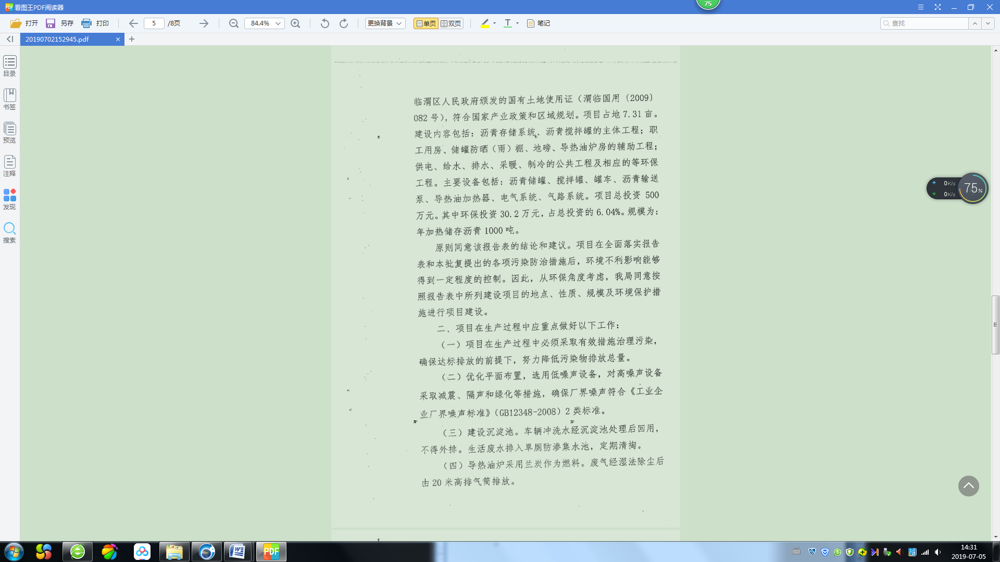 看图王PDF阅读器
75
打开
另存
打印
5
/8页
84.4%
更换背景
单页
双页
笔记
查找
20190702152945.pdf
目录
书签
预览
注释
发现
搜索
临渭区人民政府颁发的国有土地使用证（渭临国用〔2009〕
082 号），符合国家产业政策和区域规划。项目占地 7.31 亩。
建设内容包括：沥青存储系统、沥青搅拌罐的主体工程；职
工用房、储罐防晒（雨）棚、地磅、导热油炉房的辅助工程；
供电、给水、排水、采暖、制冷的公共工程及相应的等环保
工程。主要设备包括：沥青储罐、搅拌罐、罐车、沥青输送
泵、导热油加热器、电气系统、气路系统。项目总投资 500
万元。其中环保投资 30.2 万元，占总投资的 6.04%。规模为：
年加热储存沥青 1000 吨。
原则同意该报告表的结论和建议。项目在全面落实报告
表和本批复提出的各项污染防治措施后，环境不利影响能够
得到一定程度的控制。因此，从环保角度考虑，我局同意按
照报告表中所列建设项目的地点、性质、规模及环境保护措
施进行项目建设。
二、项目在生产过程中应重点做好以下工作：
（一）项目在生产过程中必须采取有效措施治理污染，
确保达标排放的前提下，努力降低污染物排放总量。
（二）优化平面布置，选用低噪声设备，对高噪声设备
采取减震、隔声和绿化等措施，确保厂界噪声符合《工业企
业厂界噪声标准》（GB12348-2008）2 类标准。
（三）建设沉淀池。车辆冲洗水经沉淀池处理后回用，
不得外排。生活废水排入旱厕防渗集水池，定期清掏。
（四）导热油炉采用兰炭作为燃料。废气经湿法除尘后
由 20 米高排气筒排放。
0K/s
0K/s
75%
PDF
14:31
2019-07-05